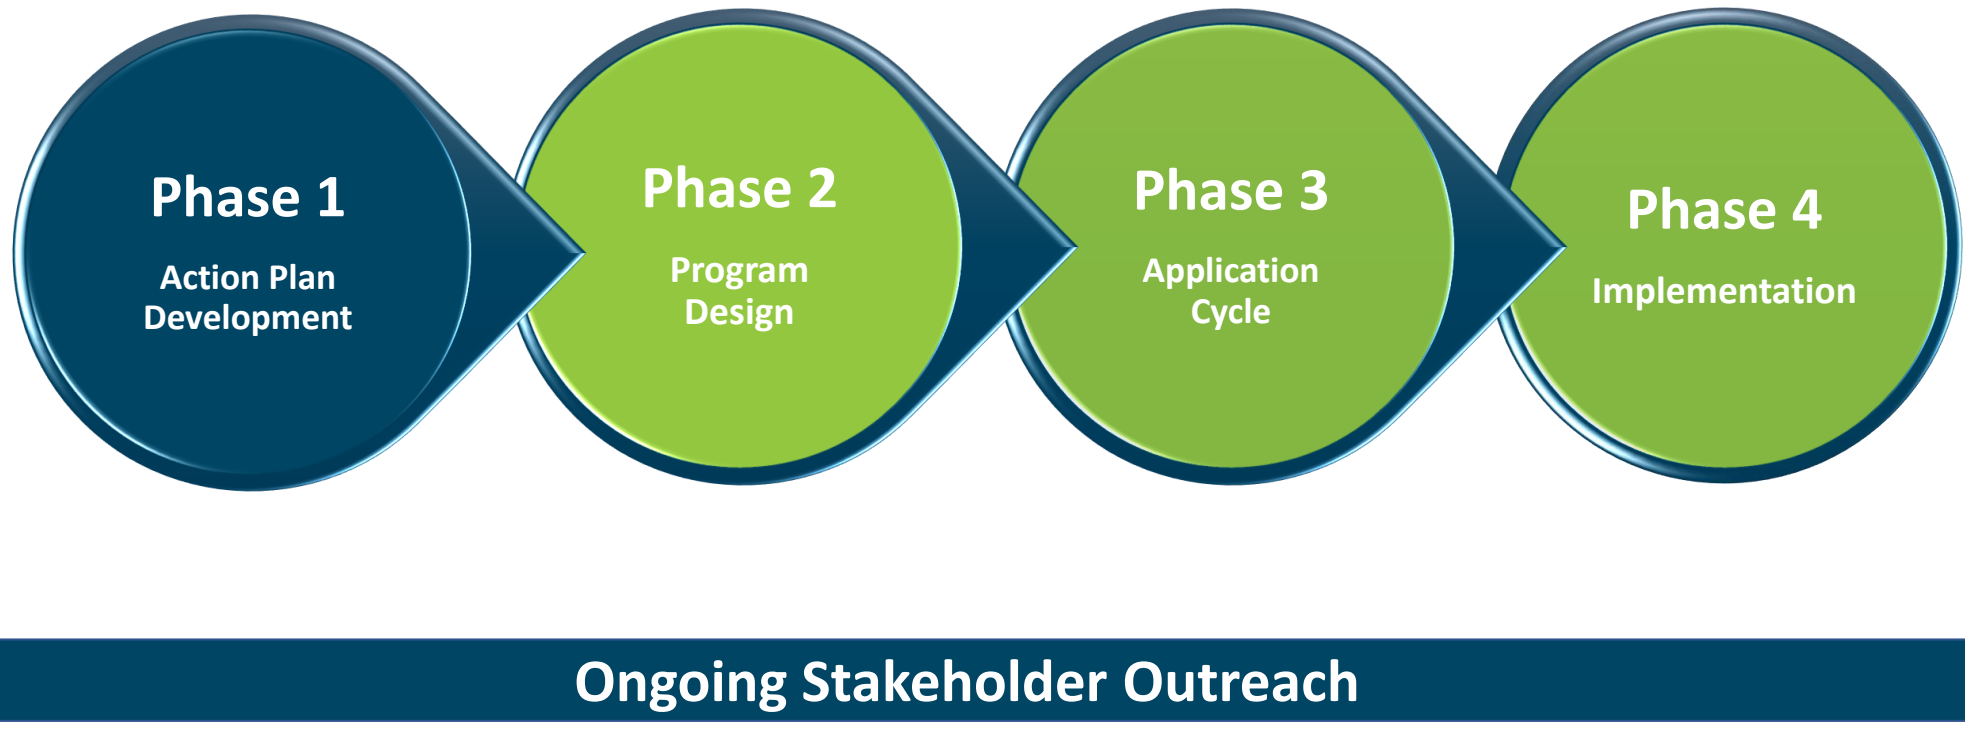 Phase 1
Action Plan
Development
Phase 2
Program
Design
Phase 3
Application
Cycle
Phase 4
Implementation
Ongoing Stakeholder Outreach